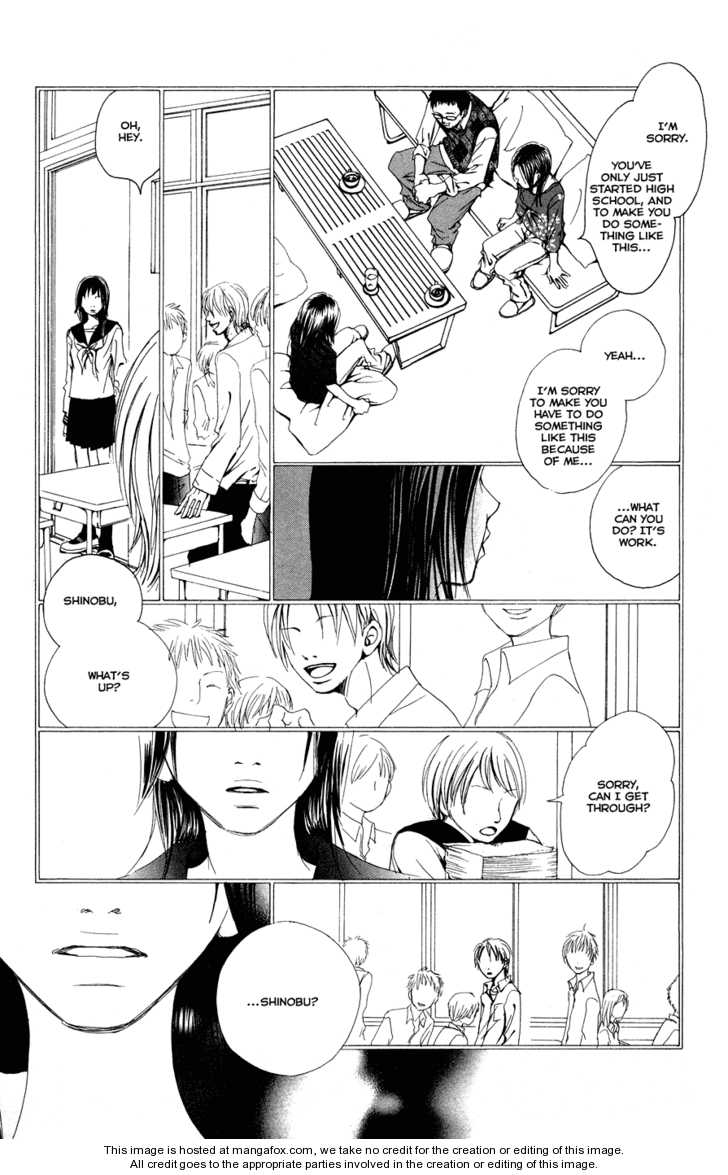 I'M
SORRY.
YOU'VE
ONLY JUST
STARTED HIGH
SCHOOL, AND
TO MAKE YOU
DO SOME-
THING LIKE
THIS...
YEAH...
I'M SORRY
TO MAKE YOU
HAVE TO DO
SOMETHING
LIKE THIS
BECAUSE
OF ME...
...WHAT
CAN YOU
DO? IT'S
WORK.
OH,
HEY.
SHINOBU,
WHAT'S
UP?
SORRY,
CAN I GET
THROUGH?
...SHINOBU?
This image is hosted at mangafox.com, we take no credit for the creation or editing of this image.
All credit goes to the appropriate parties involved in the creation or editing of this image.